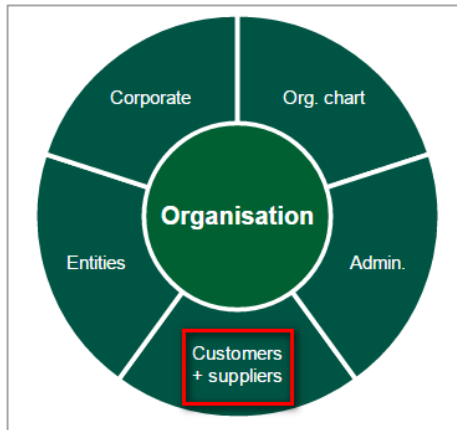 Corporate
Org. chart
Organisation
Entities
Admin.
Customers
+ suppliers